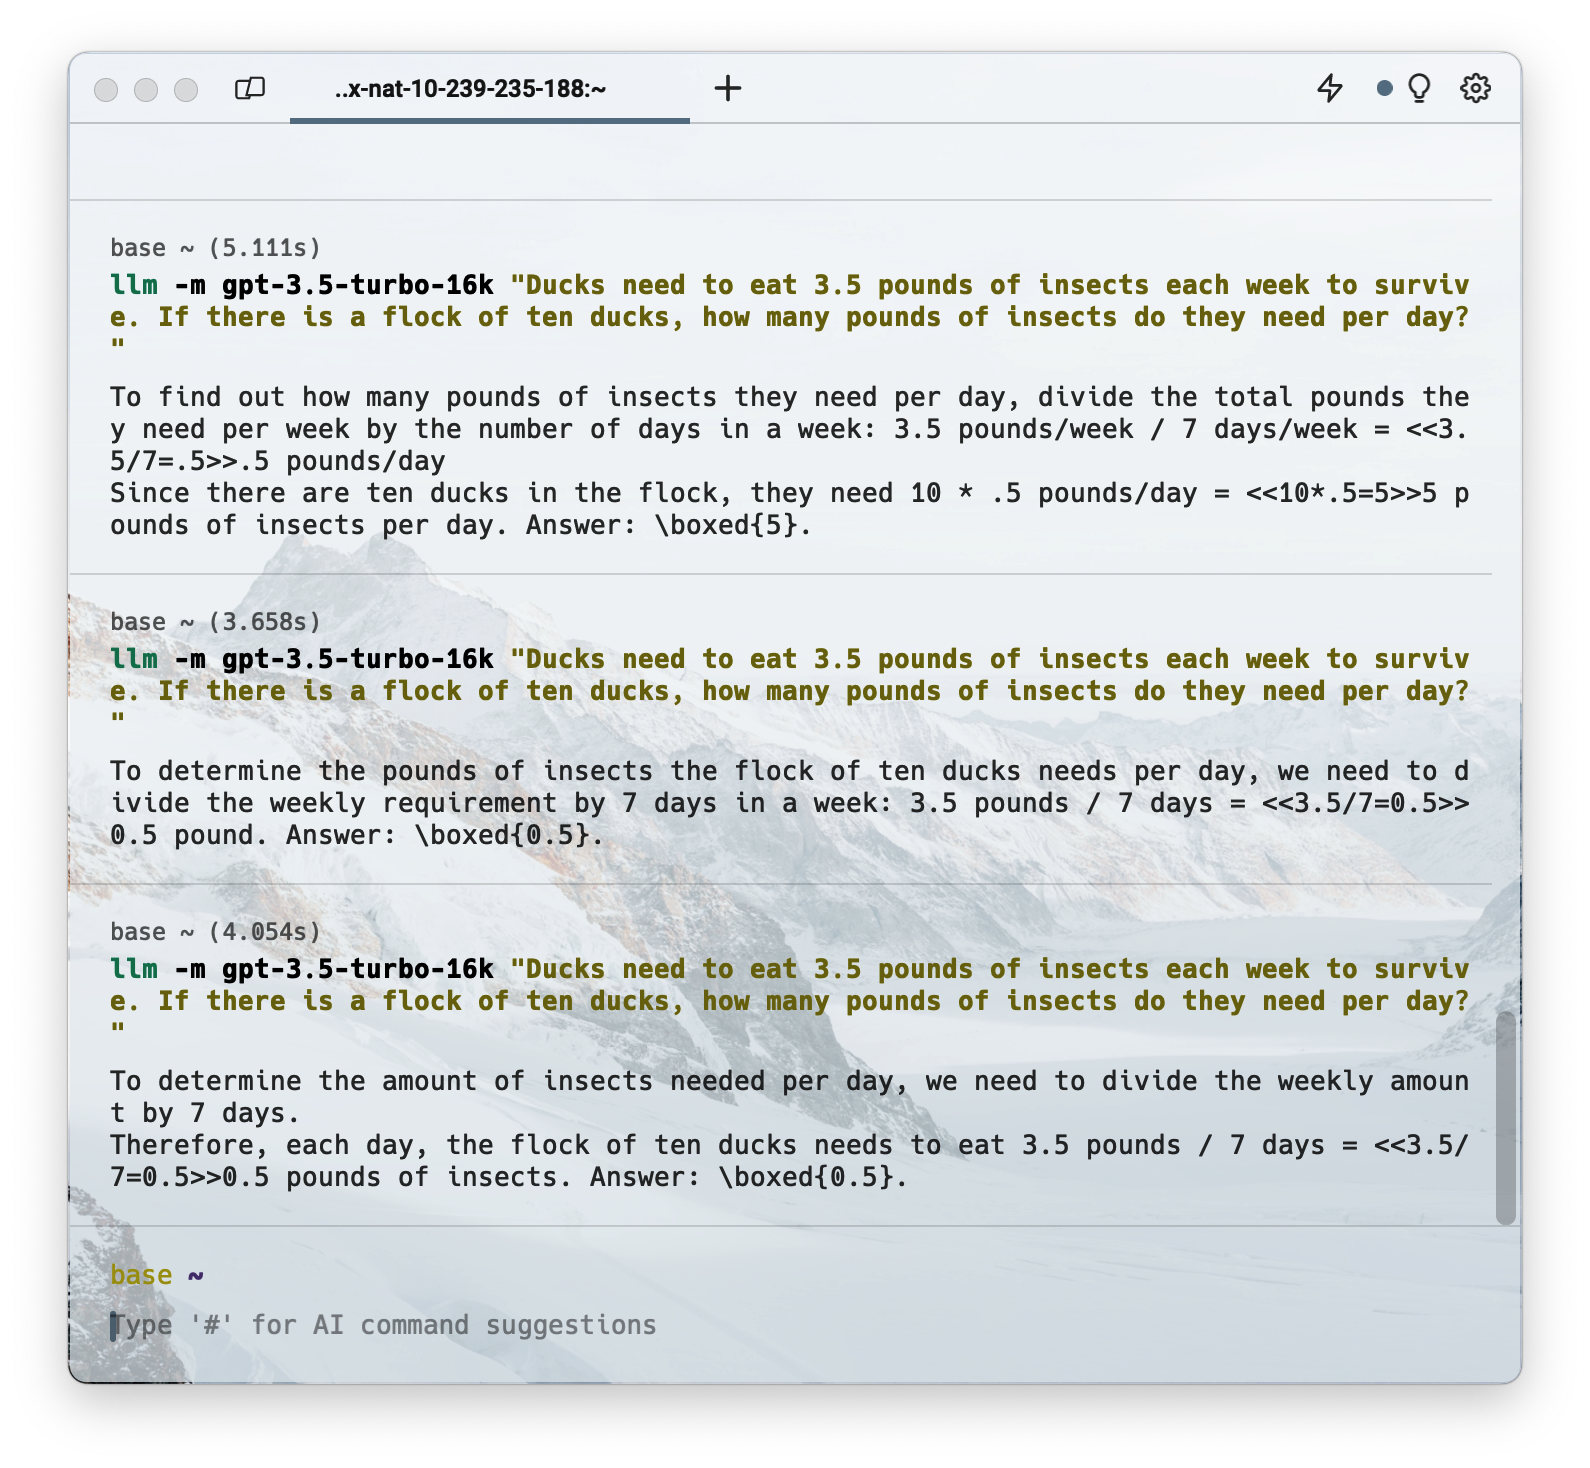 ..x-nat-10-239-235-188:~
base ~ (5.111s)
llm -m gpt-3.5-turbo-16k "Ducks need to eat 3.5 pounds of insects each week to surviv
e. If there is a flock of ten ducks, how many pounds of insects do they need per day?
"
To find out how many pounds of insects they need per day, divide the total pounds the
y need per week by the number of days in a week: 3.5 pounds/week / 7 days/week = <<3.
5/7=.5>>.5 pounds/day
Since there are ten ducks in the flock, they need 10 * .5 pounds/day = <<10*.5=5>>5 p
ounds of insects per day. Answer: \boxed{5}.
base ~ (3.658s)
llm -m gpt-3.5-turbo-16k "Ducks need to eat 3.5 pounds of insects each week to surviv
e. If there is a flock of ten ducks, how many pounds of insects do they need per day?
"
To determine the pounds of insects the flock of ten ducks needs per day, we need to d
ivide the weekly requirement by 7 days in a week: 3.5 pounds / 7 days = <<3.5/7=0.5>>
0.5 pound. Answer: \boxed{0.5}.
base ~ (4.054s)
llm -m gpt-3.5-turbo-16k "Ducks need to eat 3.5 pounds of insects each week to surviv
e. If there is a flock of ten ducks, how many pounds of insects do they need per day?
"
To determine the amount of insects needed per day, we need to divide the weekly amoun
t by 7 days.
Therefore, each day, the flock of ten ducks needs to eat 3.5 pounds / 7 days = <<3.5/
7=0.5>>0.5 pounds of insects. Answer: \boxed{0.5}.
base ~
Type '#' for AI command suggestions